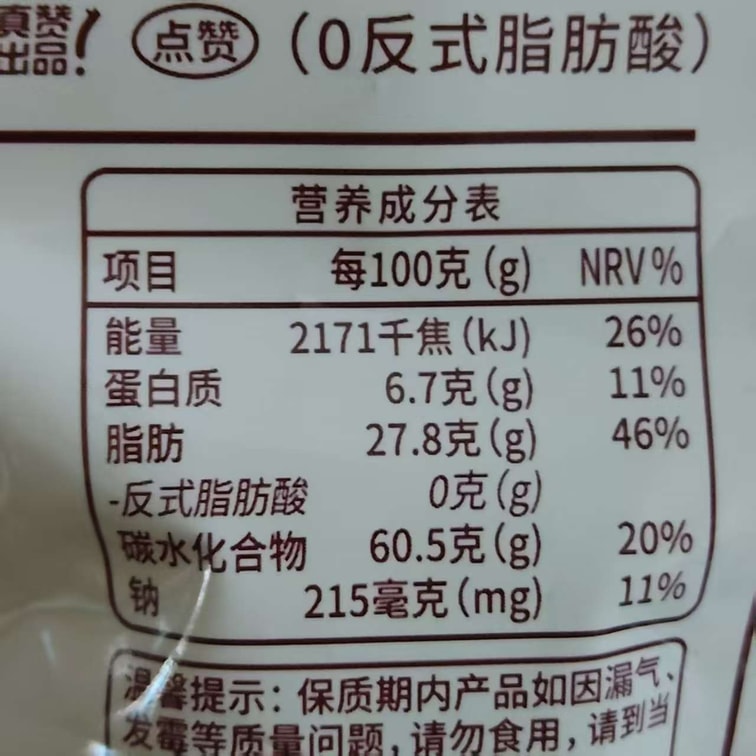 真赞
出品!
点赞 (0反式脂肪酸)
营养成分表
项目 每100克(g) NRV%
能量 2171千焦(kJ) 26%
蛋白质 6.7克(g) 11%
脂肪 27.8克(g) 46%
-反式脂肪酸 0克(g)
碳水化合物 60.5克(g) 20%
钠 215毫克(mg) 11%
温馨提示:保质期内产品如因漏气、
发霉等质量问题,请勿食用,请到当